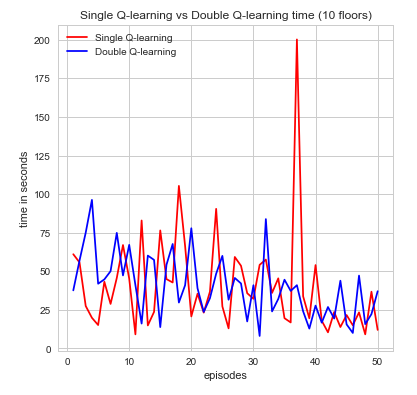 Single Q-learning vs Double Q-learning time (10 floors)
Single Q-learning
Double Q-learning
200
175
150
125
100
75
50
25
0
time in seconds
0 10 20 30 40 50
episodes